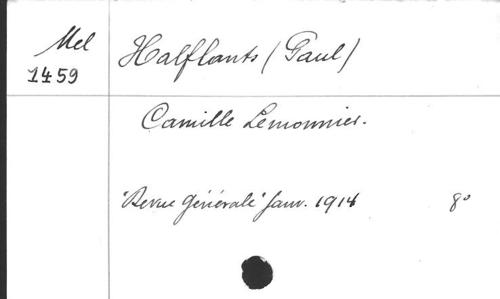 Mel
1459
Halflants (Paul)
Camille Lemonnier.
"Revue générale" Janv. 1914
8°